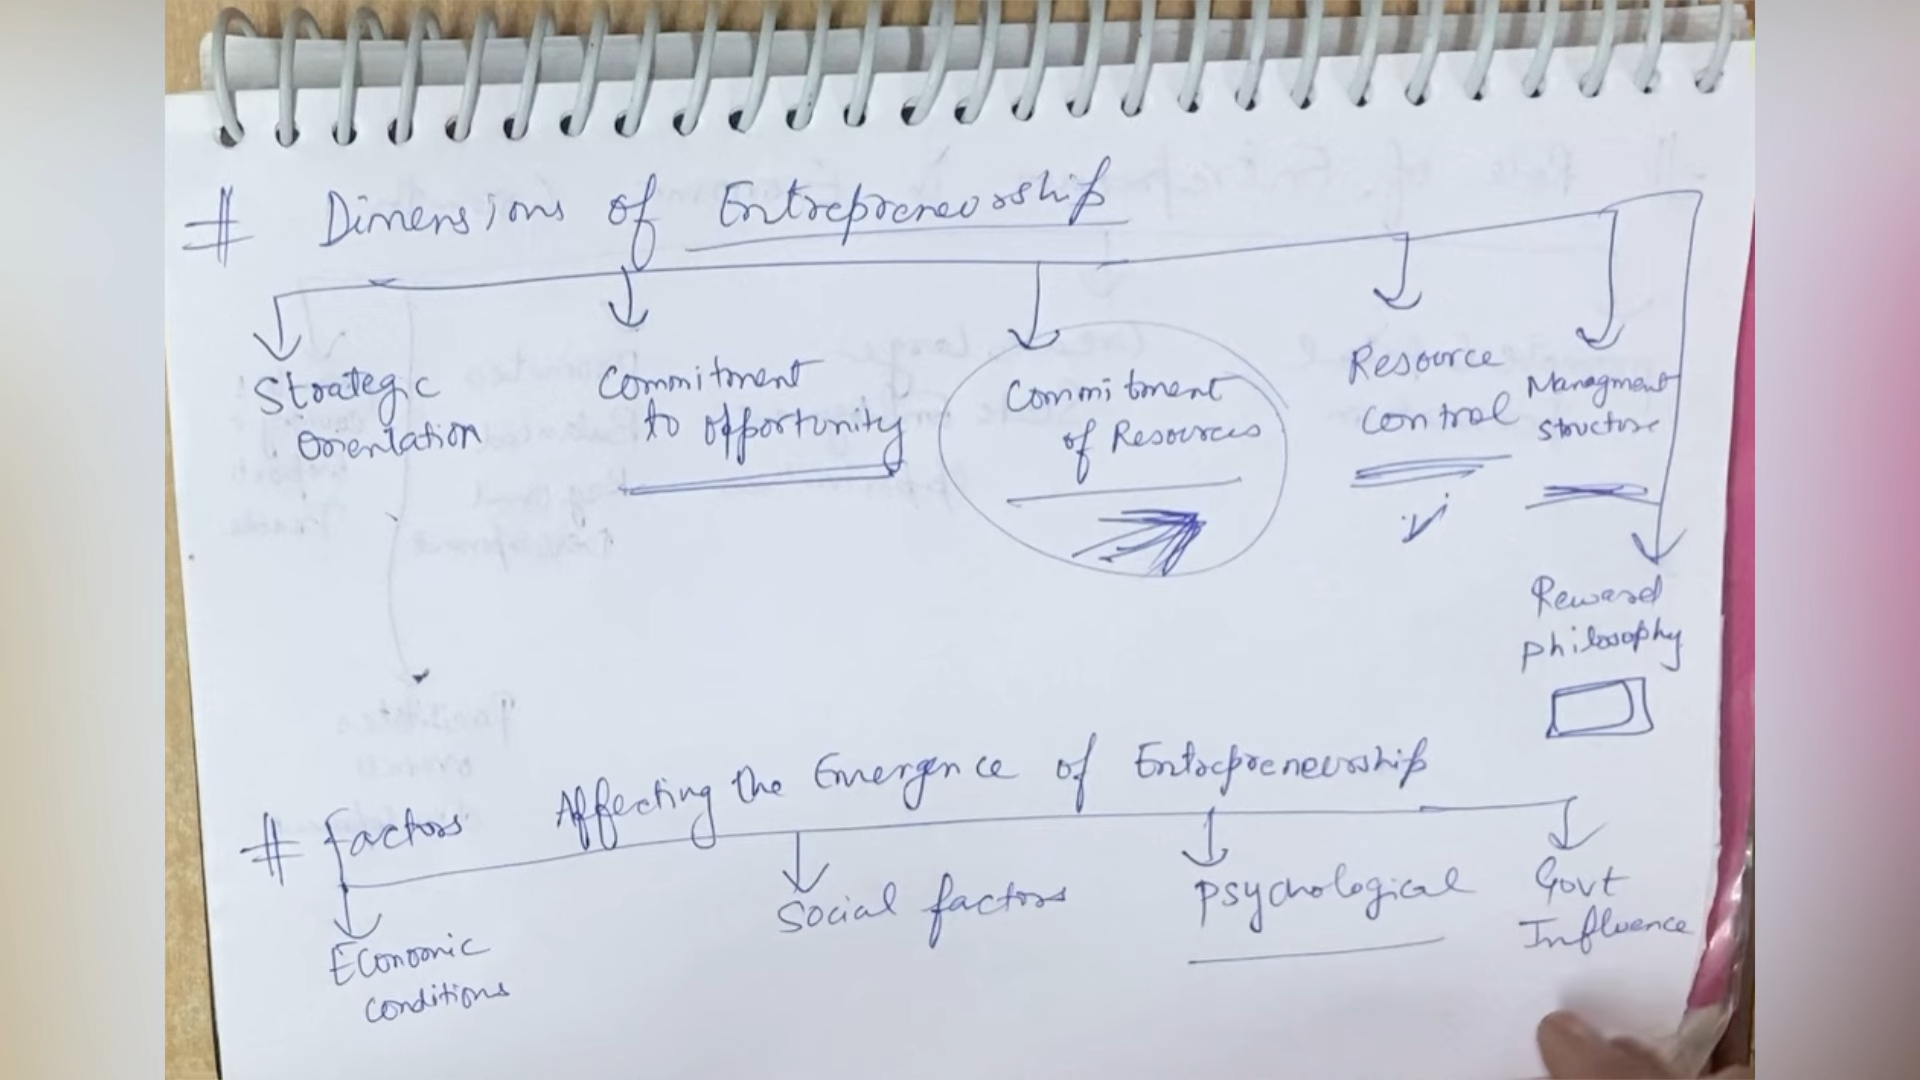 # Dimensions of Entrepreneurship
Strategic
Orientation
Commitment
to opportunity
Commitment
of Resources
Resource
control
Managment
structure
Reward
philosophy
# Factors Affecting the Emergence of Entrepreneurship
Economic
conditions
Social factors
Psychological
Govt
Influence